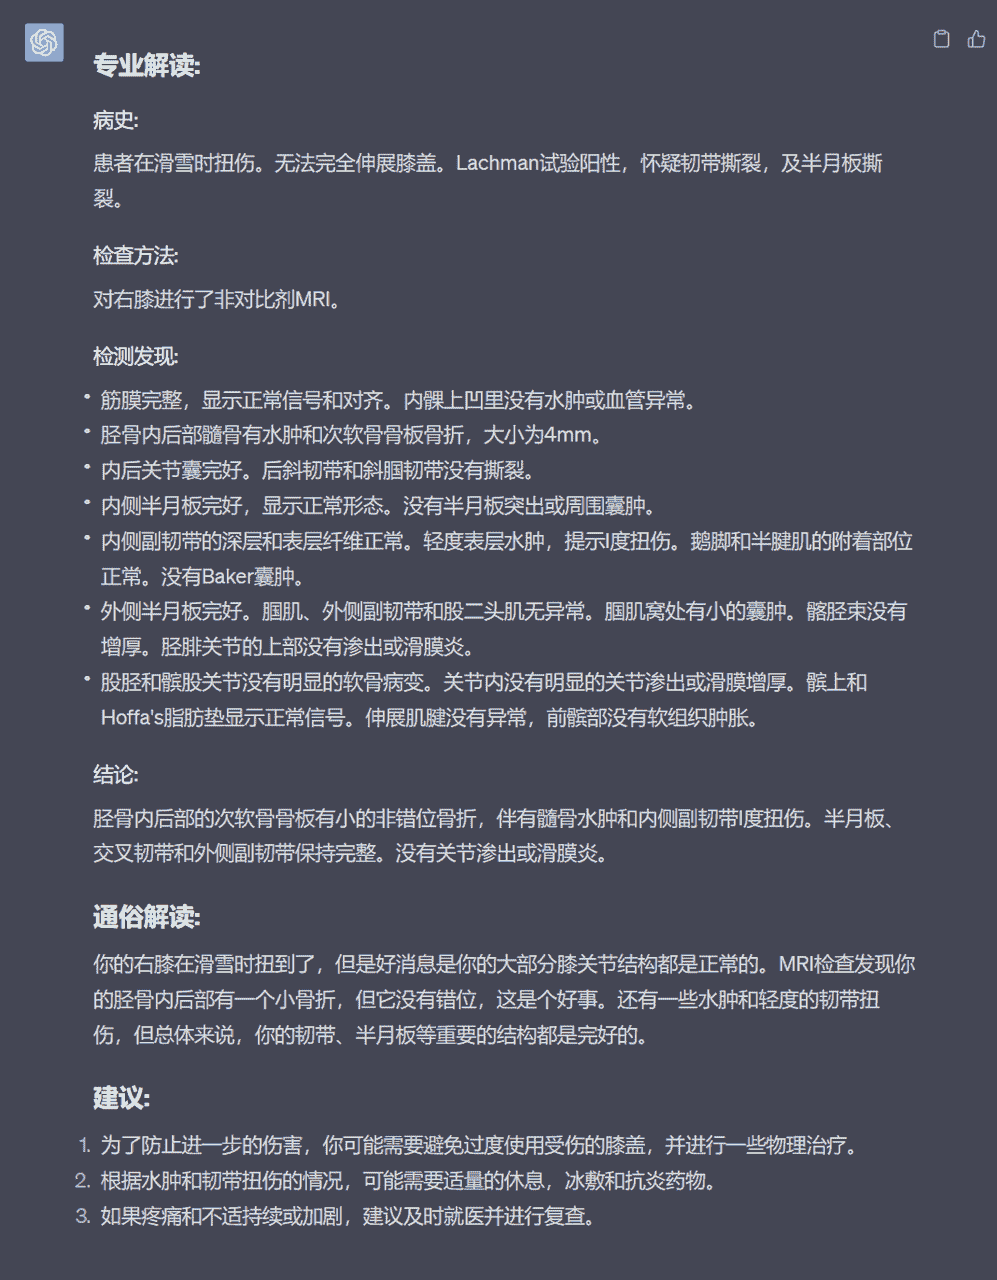 专业解读:
病史:
患者在滑雪时扭伤。无法完全伸展膝盖。Lachman试验阳性，怀疑韧带撕裂，及半月板撕
裂。
检查方法:
对右膝进行了非对比剂MRI。
检测发现:
• 筋膜完整，显示正常信号和对齐。内髁上凹里没有水肿或血管异常。
• 胫骨内后部髓骨有水肿和次软骨骨板骨折，大小为4mm。
• 内后关节囊完好。后斜韧带和斜腘韧带没有撕裂。
• 内侧半月板完好，显示正常形态。没有半月板突出或周围囊肿。
• 内侧副韧带的深层和表层纤维正常。轻度表层水肿，提示I度扭伤。鹅脚和半腱肌的附着部位
正常。没有Baker囊肿。
• 外侧半月板完好。腘肌、外侧副韧带和股二头肌无异常。腘肌窝处有小的囊肿。髂胫束没有
增厚。胫腓关节的上部没有渗出或滑膜炎。
• 股胫和髌股关节没有明显的软骨病变。关节内没有明显的关节渗出或滑膜增厚。髌上和
Hoffa's脂肪垫显示正常信号。伸展肌腱没有异常，前髌部没有软组织肿胀。
结论:
胫骨内后部的次软骨骨板有小的非错位骨折，伴有髓骨水肿和内侧副韧带I度扭伤。半月板、
交叉韧带和外侧副韧带保持完整。没有关节渗出或滑膜炎。
通俗解读:
你的右膝在滑雪时扭到了，但是好消息是你的大部分膝关节结构都是正常的。MRI检查发现你
的胫骨内后部有一个小骨折，但它没有错位，这是个好事。还有一些水肿和轻度的韧带扭
伤，但总体来说，你的韧带、半月板等重要的结构都是完好的。
建议:
1. 为了防止进一步的伤害，你可能需要避免过度使用受伤的膝盖，并进行一些物理治疗。
2. 根据水肿和韧带扭伤的情况，可能需要适量的休息，冰敷和抗炎药物。
3. 如果疼痛和不适持续或加剧，建议及时就医并进行复查。